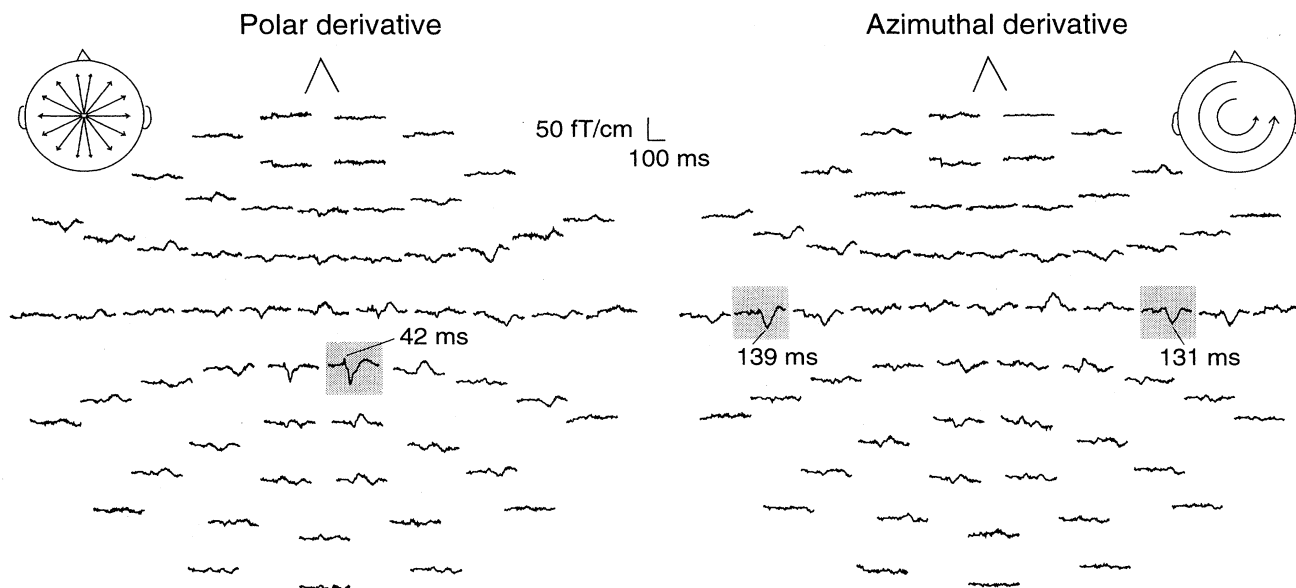 Polar derivative
Azimuthal derivative
50 fT/cm
100 ms
42 ms
139 ms
131 ms